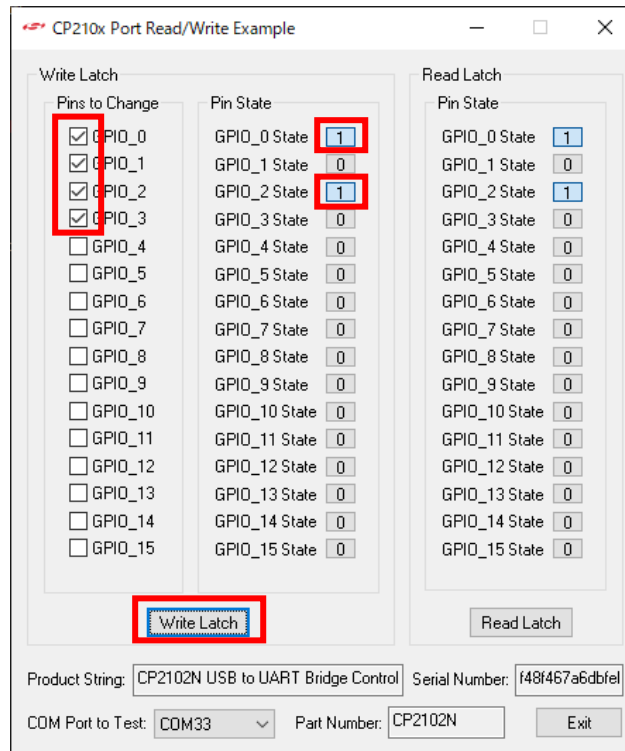 CP210x Port Read/Write Example
Write Latch
Pins to Change
GPIO_0
GPIO_1
GPIO_2
GPIO_3
GPIO_4
GPIO_5
GPIO_6
GPIO_7
GPIO_8
GPIO_9
GPIO_10
GPIO_11
GPIO_12
GPIO_13
GPIO_14
GPIO_15
Pin State
GPIO_0 State 1
GPIO_1 State 0
GPIO_2 State 1
GPIO_3 State 0
GPIO_4 State 0
GPIO_5 State 0
GPIO_6 State 0
GPIO_7 State 0
GPIO_8 State 0
GPIO_9 State 0
GPIO_10 State 0
GPIO_11 State 0
GPIO_12 State 0
GPIO_13 State 0
GPIO_14 State 0
GPIO_15 State 0
Write Latch
Read Latch
Pin State
GPIO_0 State 1
GPIO_1 State 0
GPIO_2 State 1
GPIO_3 State 0
GPIO_4 State 0
GPIO_5 State 0
GPIO_6 State 0
GPIO_7 State 0
GPIO_8 State 0
GPIO_9 State 0
GPIO_10 State 0
GPIO_11 State 0
GPIO_12 State 0
GPIO_13 State 0
GPIO_14 State 0
GPIO_15 State 0
Read Latch
Product String: CP2102N USB to UART Bridge Control Serial Number: f48f467a6dbfel
COM Port to Test: COM33 Part Number: CP2102N Exit